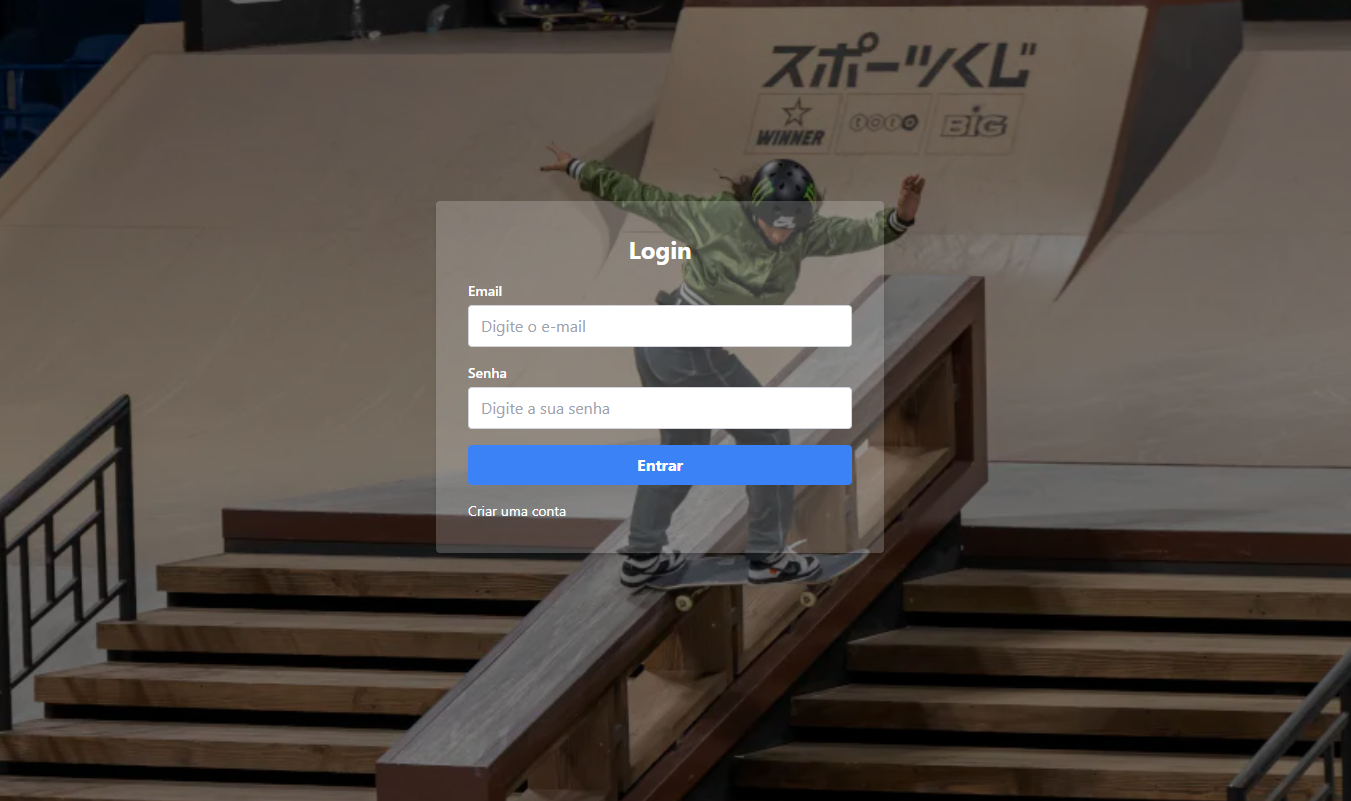 スポーツくじ
WINNER
toto
BIG
Login
Email
Digite o e-mail
Senha
Digite a sua senha
Entrar
Criar uma conta